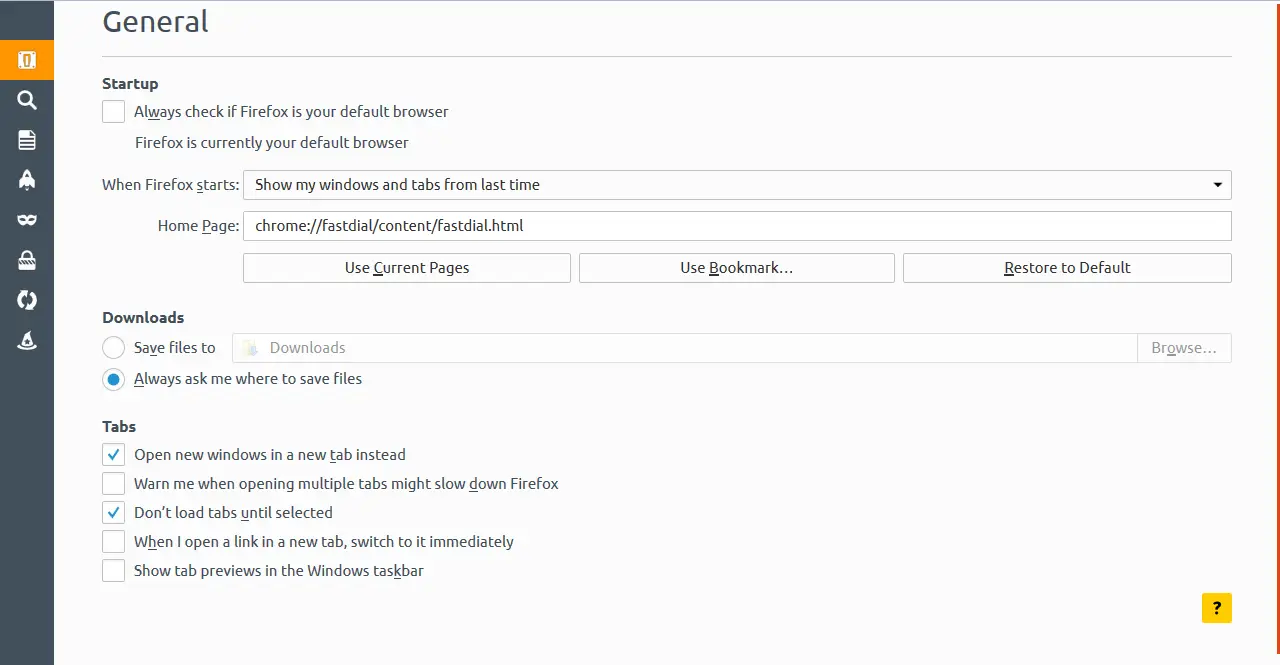 General
Startup
Always check if Firefox is your default browser
Firefox is currently your default browser
When Firefox starts: Show my windows and tabs from last time
Home Page: chrome://fastdial/content/fastdial.html
Use Current Pages Use Bookmark... Restore to Default
Downloads
Save files to Downloads Browse...
Always ask me where to save files
Tabs
Open new windows in a new tab instead
Warn me when opening multiple tabs might slow down Firefox
Don’t load tabs until selected
When I open a link in a new tab, switch to it immediately
Show tab previews in the Windows taskbar
?